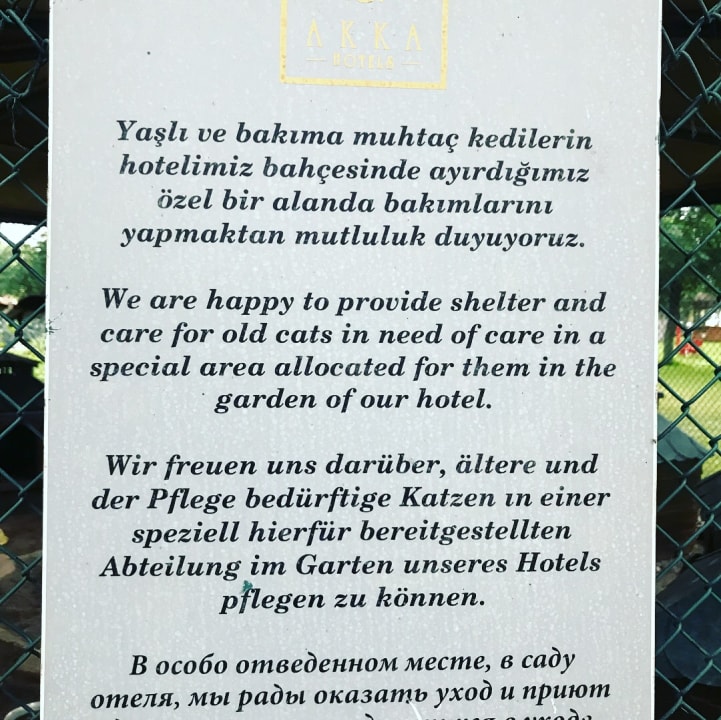 AKKA
HOTELS
Yaşlı ve bakıma muhtaç kedilerin
hotelimiz bahçesinde ayırdığımız
özel bir alanda bakımlarını
yapmaktan mutluluk duyuyoruz.
We are happy to provide shelter and
care for old cats in need of care in a
special area allocated for them in the
garden of our hotel.
Wir freuen uns darüber, ältere und
der Pflege bedürftige Katzen ın einer
speziell hierfür bereitgestellten
Abteilung im Garten unseres Hotels
pflegen zu können.
В особо отведенном месте, в саду
отеля, мы рады оказать уход и приют